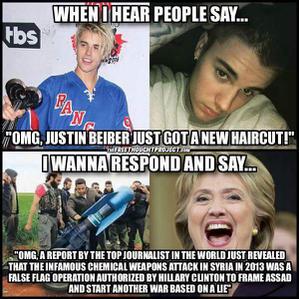 WHEN I HEAR PEOPLE SAY...
tbs
RAN
"OMG, JUSTIN BEIBER JUST GOT A NEW HAIRCUT!"
THEFREETHOUGHTPROJECT.COM
I WANNA RESPOND AND SAY...
"OMG, A REPORT BY THE TOP JOURNALIST IN THE WORLD JUST REVEALED
THAT THE INFAMOUS CHEMICAL WEAPONS ATTACK IN SYRIA IN 2013 WAS A
FALSE FLAG OPERATION AUTHORIZED BY HILLARY CLINTON TO FRAME ASSAD
AND START ANOTHER WAR BASED ON A LIE"